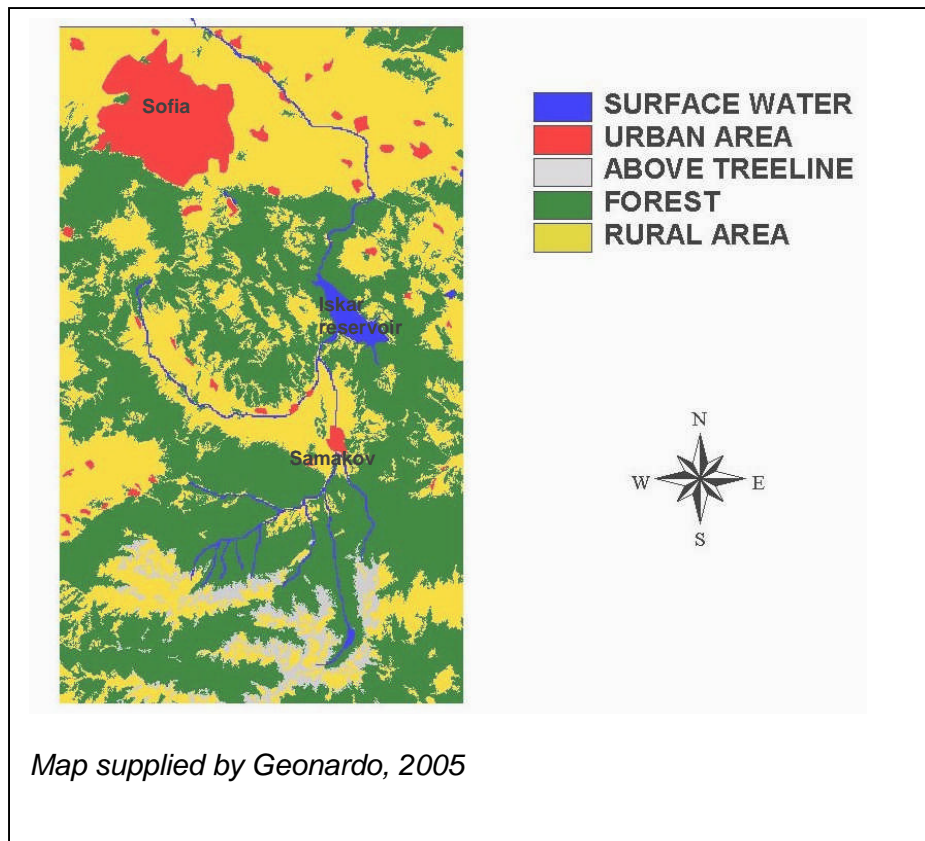 Sofia
Iskar
reservoir
Samakov
SURFACE WATER
URBAN AREA
ABOVE TREELINE
FOREST
RURAL AREA
N
W E
S
Map supplied by Geonardo, 2005